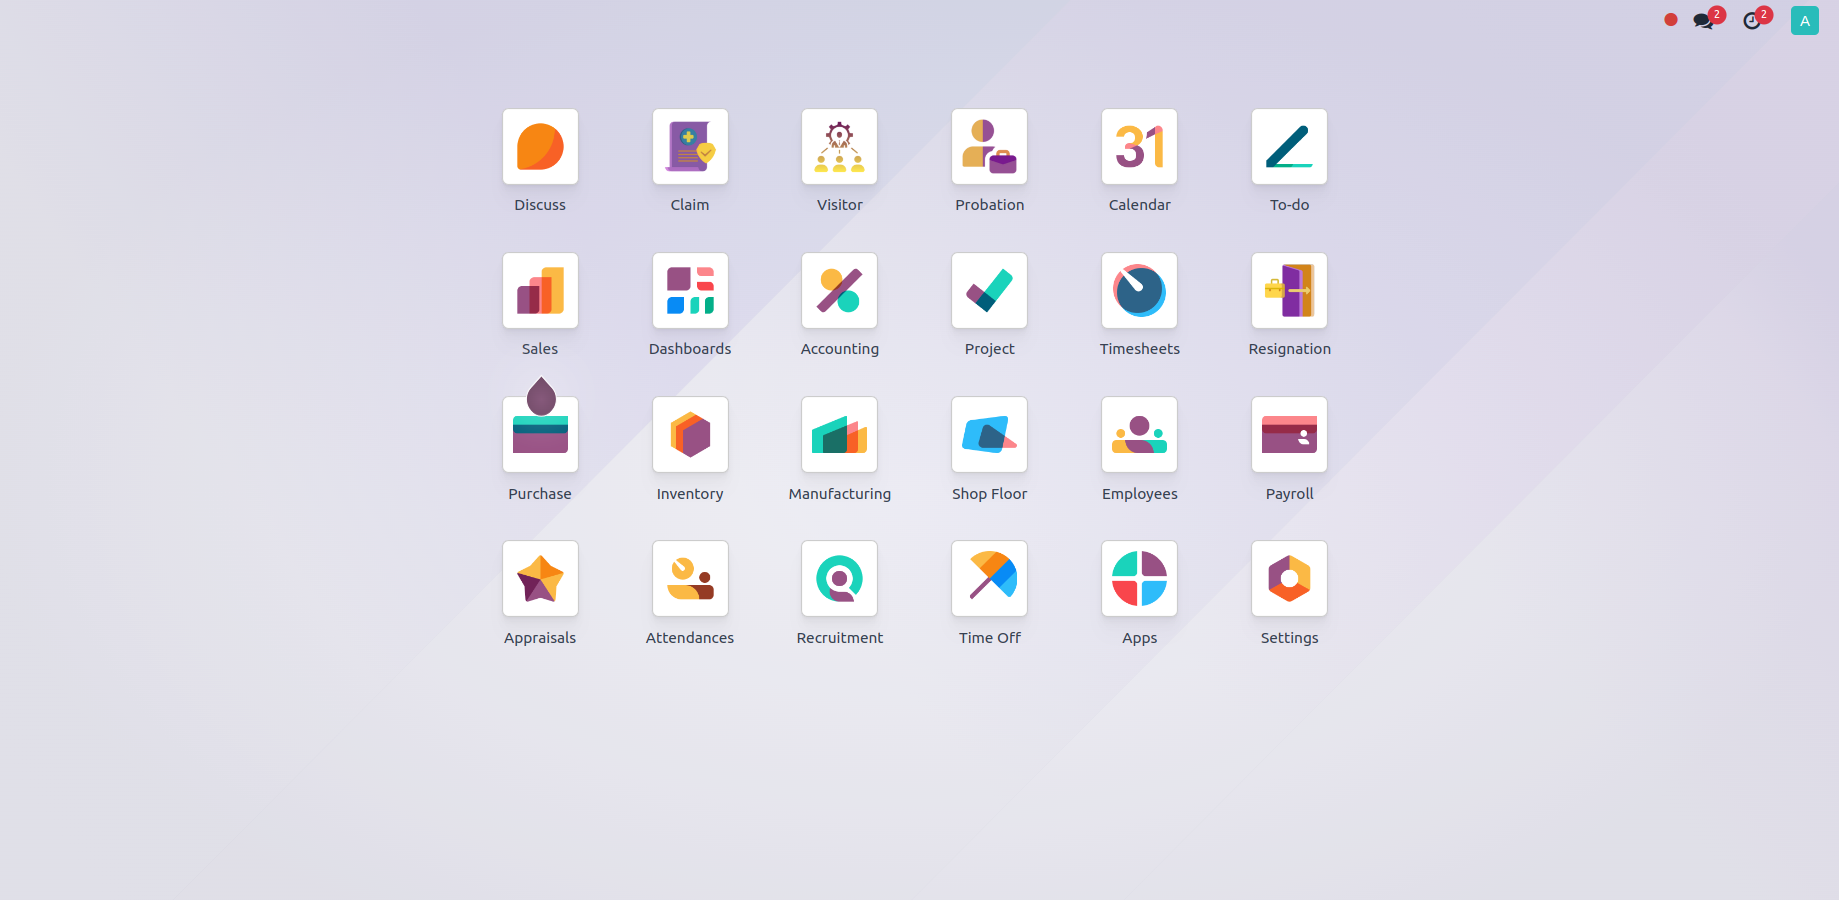 2 2 A
31
Discuss Claim Visitor Probation Calendar To-do
Sales Dashboards Accounting Project Timesheets Resignation
Purchase Inventory Manufacturing Shop Floor Employees Payroll
Appraisals Attendances Recruitment Time Off Apps Settings